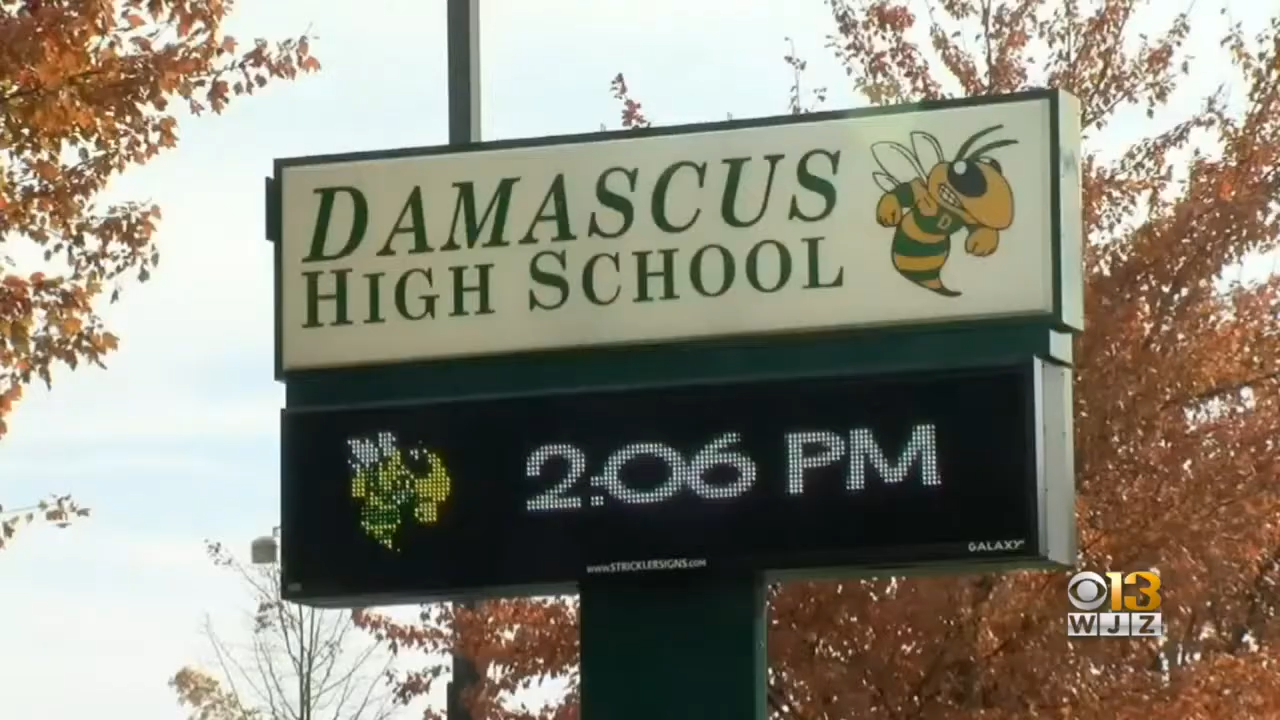 DAMASCUS
HIGH SCHOOL
D
2:06 PM
GALAXY
WWW.STRICKLERSIGNS.COM
13
WJZ